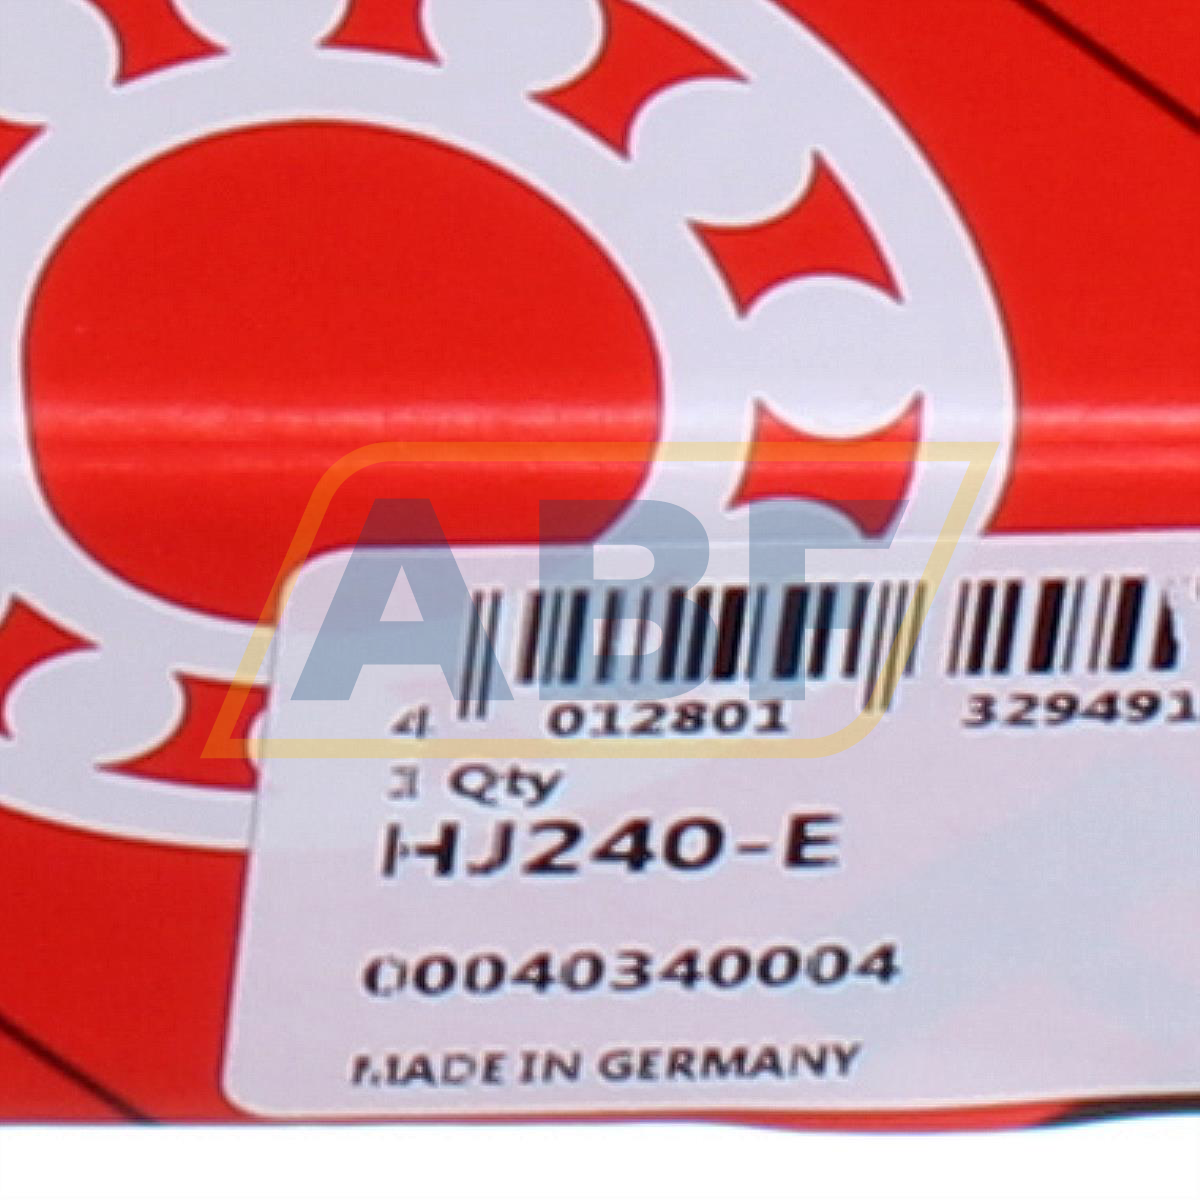 ABF
4 012801 329491
1 Qty
HJ240-E
00040340004
MADE IN GERMANY